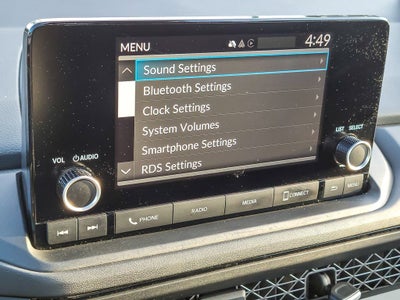 MENU
4:49
Sound Settings
Bluetooth Settings
Clock Settings
System Volumes
Smartphone Settings
RDS Settings
VOL
AUDIO
LIST
SELECT
PHONE
RADIO
MEDIA
CONNECT
MENU